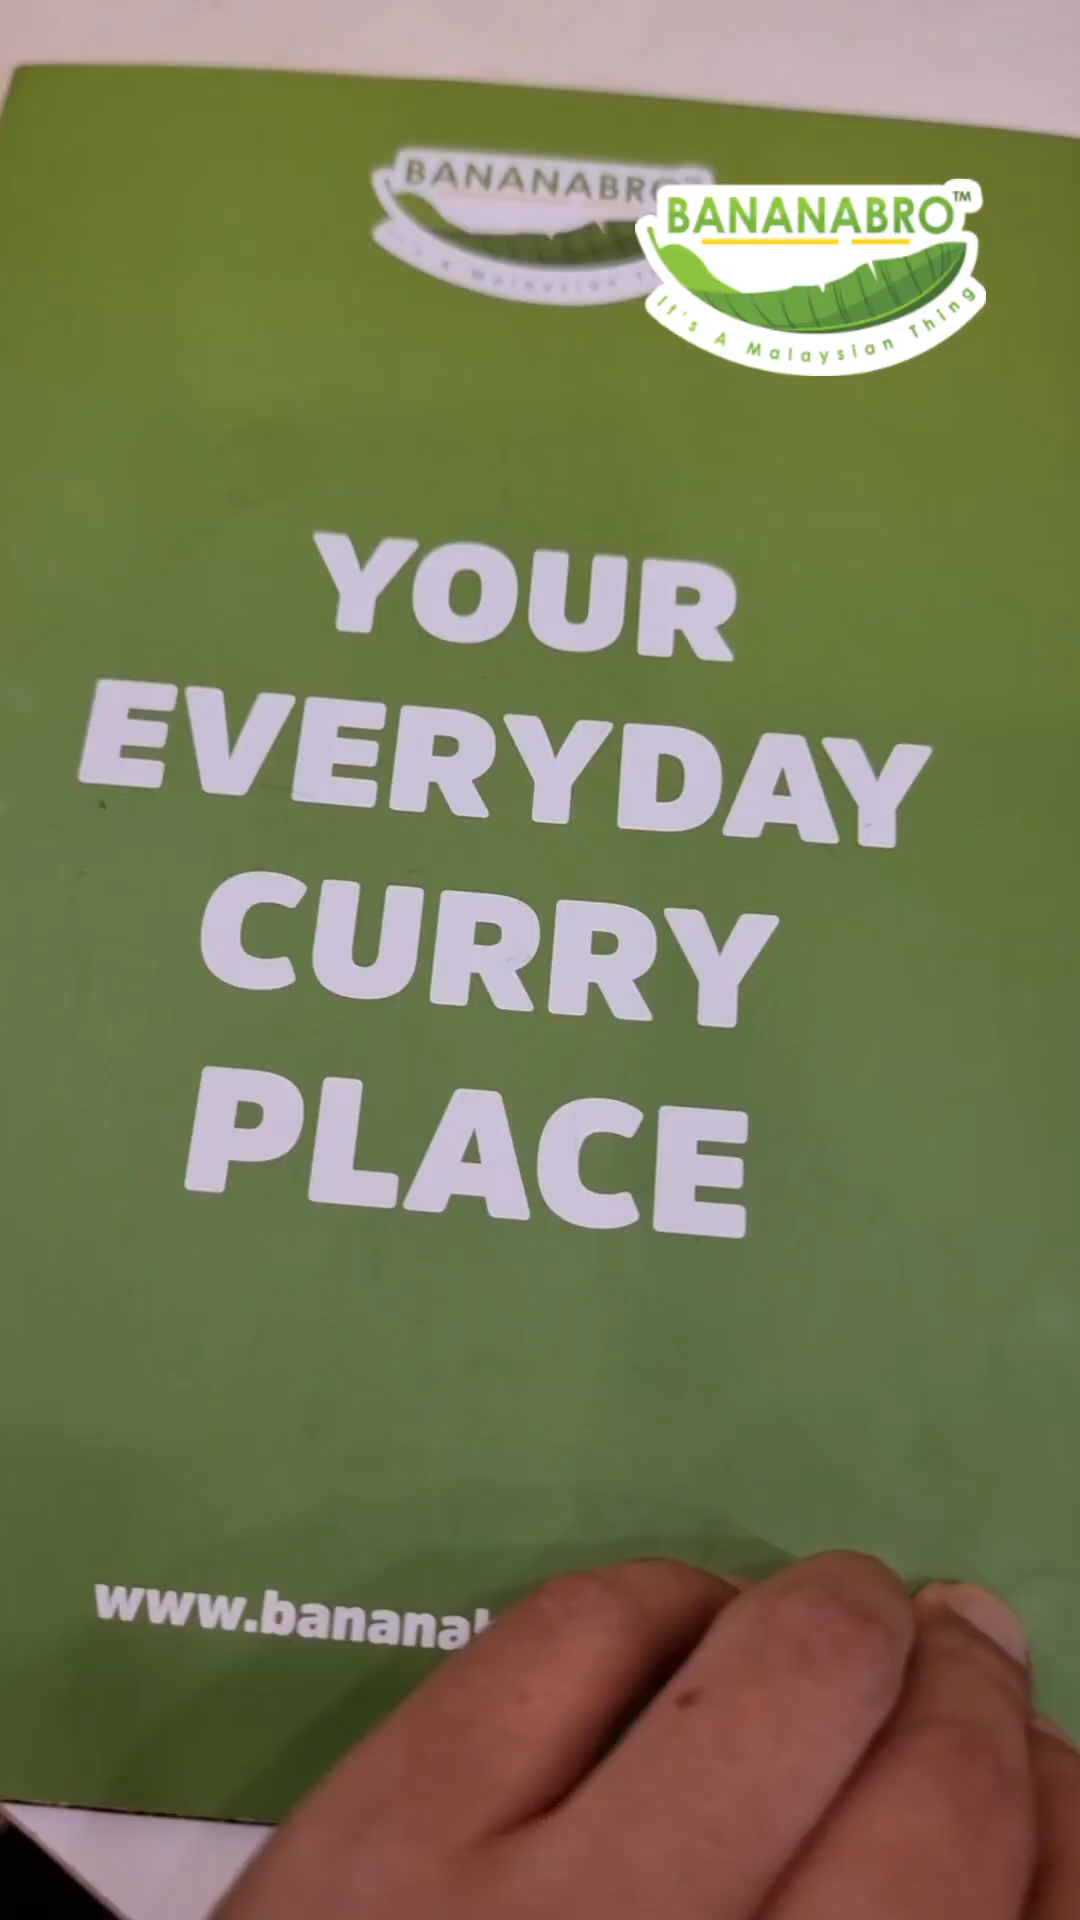 BANANABRO
BANANABRO™
It's A Malaysian Thing
YOUR
EVERYDAY
CURRY
PLACE